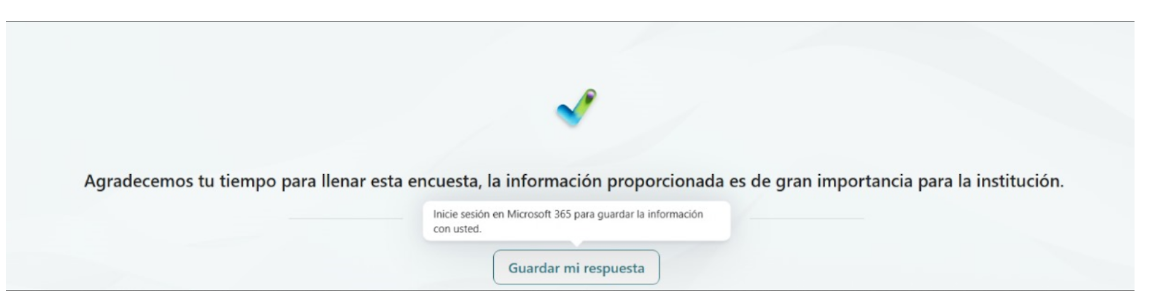 Agradecemos tu tiempo para llenar esta encuesta, la información proporcionada es de gran importancia para la institución.
Inicie sesión en Microsoft 365 para guardar la información
con usted.
Guardar mi respuesta